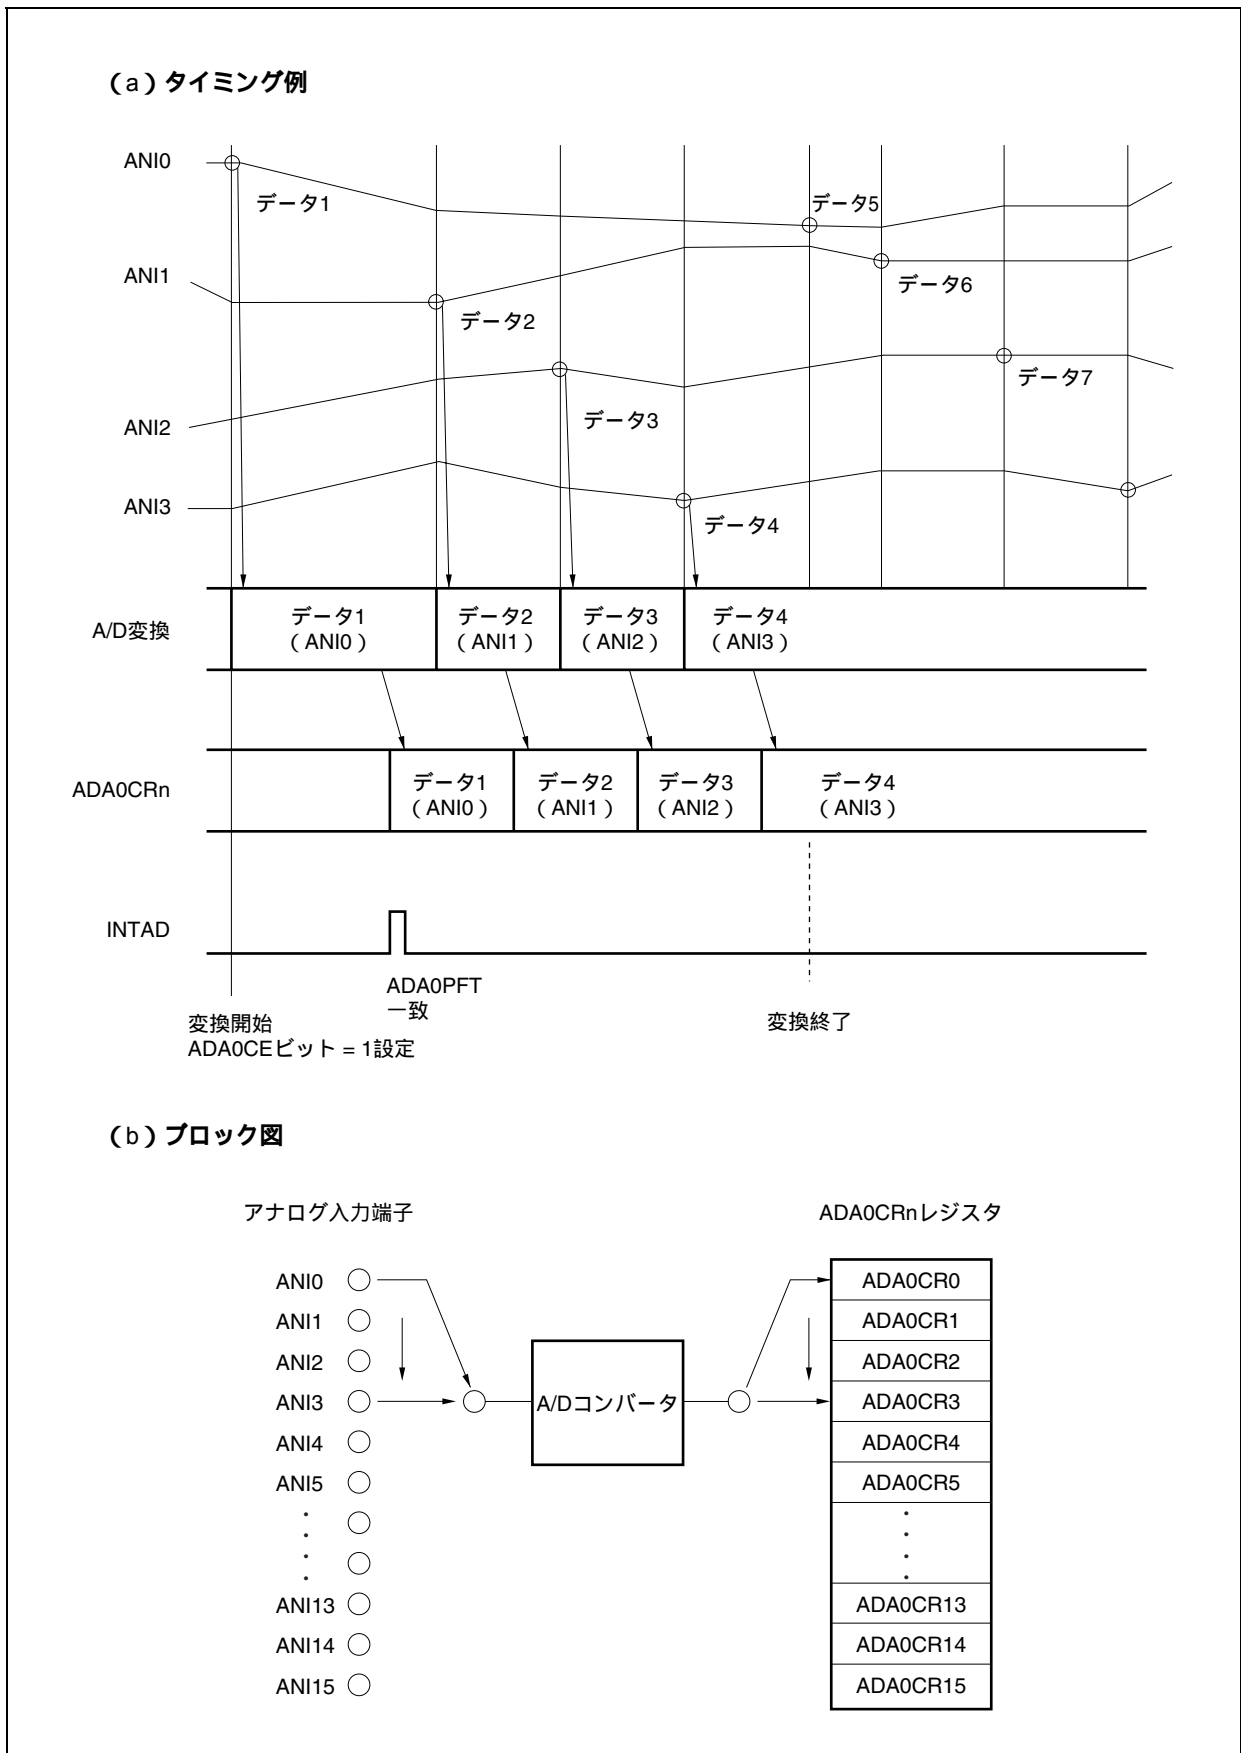 （a）タイミング例
ANI0
データ1
データ5
ANI1
データ2
データ6
ANI2
データ3
データ7
ANI3
データ4
A/D変換
データ1
（ANI0）
データ2
（ANI1）
データ3
（ANI2）
データ4
（ANI3）
ADA0CRn
データ1
（ANI0）
データ2
（ANI1）
データ3
（ANI2）
データ4
（ANI3）
INTAD
ADA0PFT
一致
変換開始
ADA0CEビット = 1設定
変換終了
（b）ブロック図
アナログ入力端子
ADA0CRnレジスタ
ANI0
ANI1
ANI2
ANI3
ANI4
ANI5
ANI13
ANI14
ANI15
A/Dコンバータ
ADA0CR0
ADA0CR1
ADA0CR2
ADA0CR3
ADA0CR4
ADA0CR5
ADA0CR13
ADA0CR14
ADA0CR15